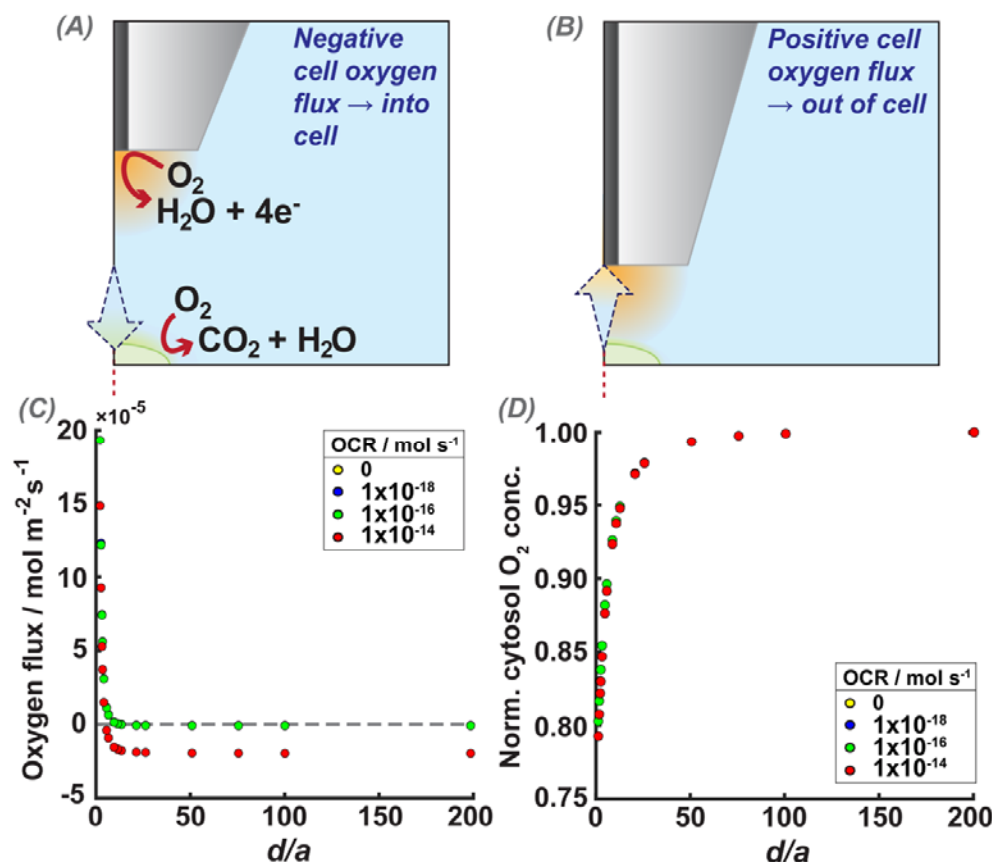 (A)
Negative
cell oxygen
flux → into
cell
O₂
H₂O + 4e⁻
O₂
CO₂ + H₂O
(B)
Positive cell
oxygen flux
→ out of cell
(C)
×10⁻⁵
20
15
10
5
0
-5
Oxygen flux / mol m⁻² s⁻¹
OCR / mol s⁻¹
0
1x10⁻¹⁸
1x10⁻¹⁶
1x10⁻¹⁴
0 50 100 150 200
d/a
(D)
1.00
0.95
0.90
0.85
0.80
0.75
Norm. cytosol O₂ conc.
OCR / mol s⁻¹
0
1x10⁻¹⁸
1x10⁻¹⁶
1x10⁻¹⁴
0 50 100 150 200
d/a